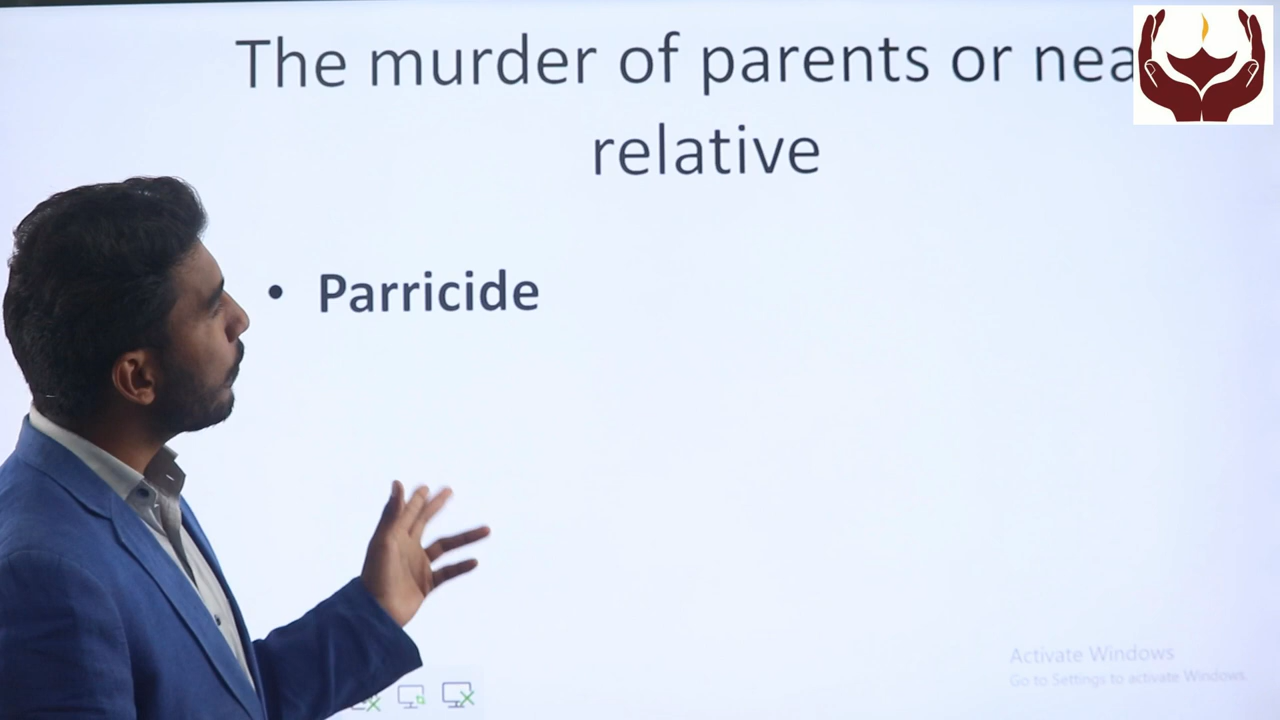 The murder of parents or nea
relative
• Parricide
Activate Windows
Go to Settings to activate Windows.